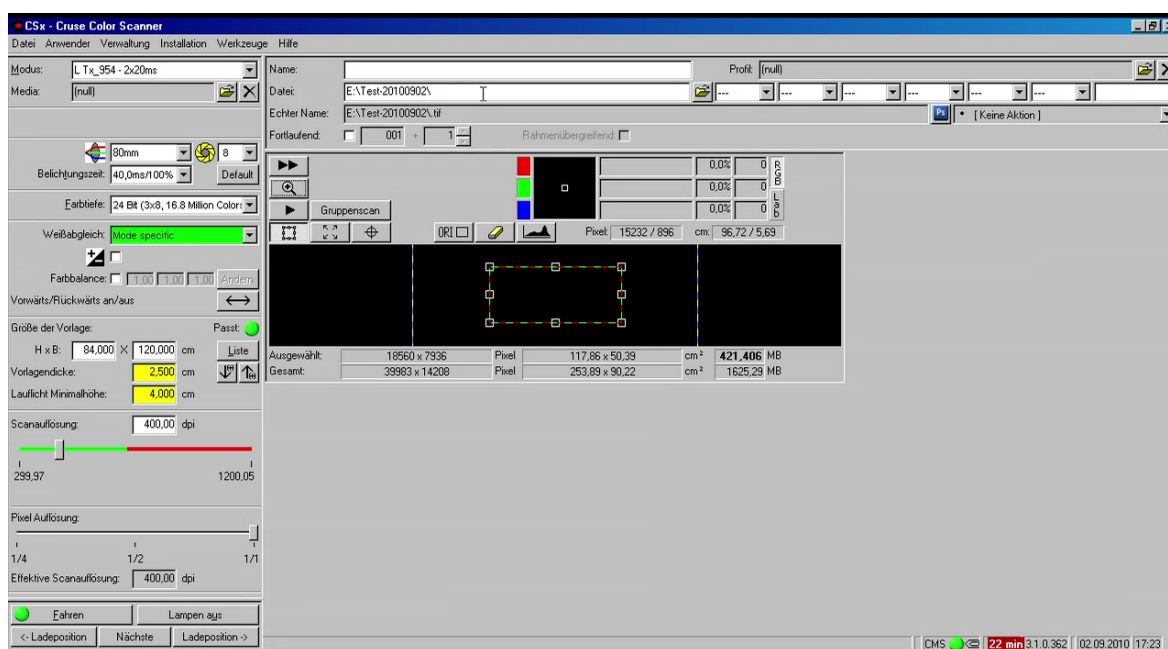 CSx - Cruse Color Scanner
Datei Anwender Verwaltung Installation Werkzeuge Hilfe
Modus: L Tx_954 - 2x20ms
Media: (null)
80mm 8
Belichtungszeit: 40,0ms/100% Default
Farbtiefe: 24 Bit (3x8, 16.8 Million Colors
Weißabgleich: Mode specific
Farbbalance: 1,00 1,00 1,00 Ändern
Vorwärts/Rückwärts an/aus
Größe der Vorlage: Passt:
H x B: 84,000 X 120,000 cm Liste
Vorlagendicke: 2,500 cm
Lauflicht Minimalhöhe: 4,000 cm
Scanauflösung: 400,00 dpi
299,97 1200,05
Pixel Auflösung:
1/4 1/2 1/1
Effektive Scanauflösung: 400,00 dpi
Fahren Lampen aus
<- Ladeposition Nächste Ladeposition ->
Name: Profil: (null)
Datei: E:\Test-20100902\ --- --- --- --- --- ---
Echter Name: E:\Test-20100902\.tif Ps • [ Keine Aktion ]
Fortlaufend: 001 + 1 Rahmenübergreifend:
0,0% 0
0,0% 0
0,0% 0
RGB
Lab
Gruppenscan
ORI Pixel: 15232 / 896 cm: 96,72 / 5,69
Ausgewählt: 18560 x 7936 Pixel 117,86 x 50,39 cm² 421,406 MB
Gesamt: 39983 x 14208 Pixel 253,89 x 90,22 cm² 1625,29 MB
CMS 22 min 3.1.0.362 02.09.2010 17:23